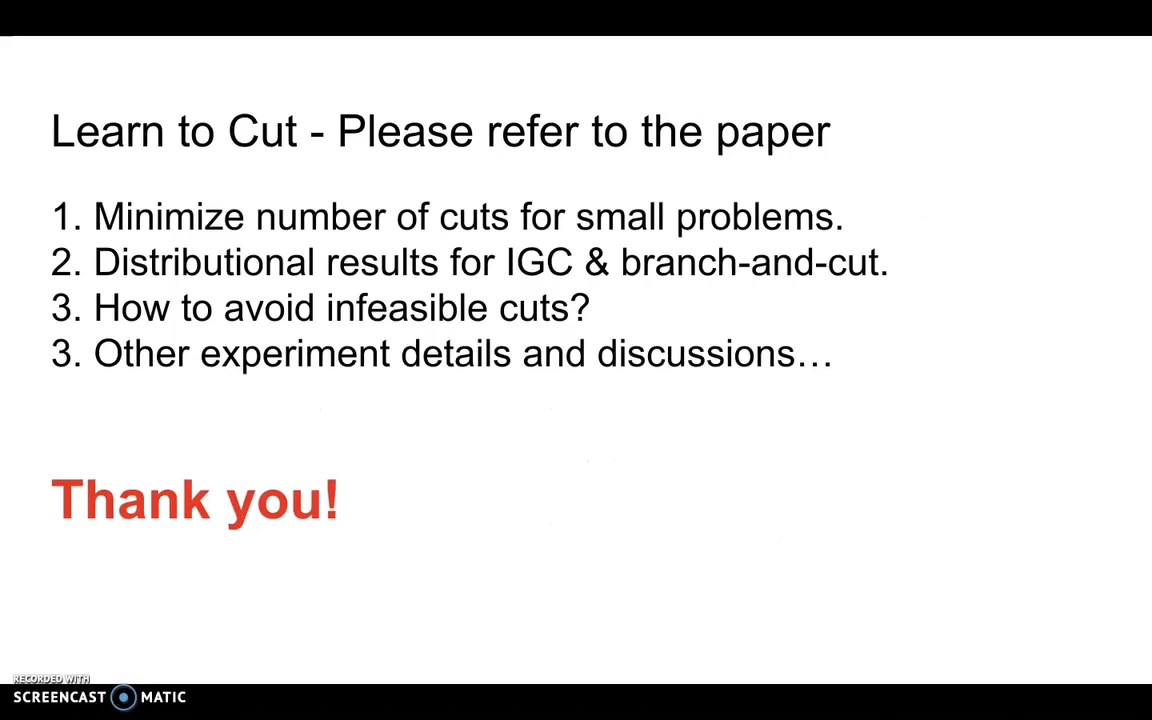 Learn to Cut - Please refer to the paper
1. Minimize number of cuts for small problems.
2. Distributional results for IGC & branch-and-cut.
3. How to avoid infeasible cuts?
3. Other experiment details and discussions…
Thank you!
RECORDED WITH
SCREENCAST MATIC